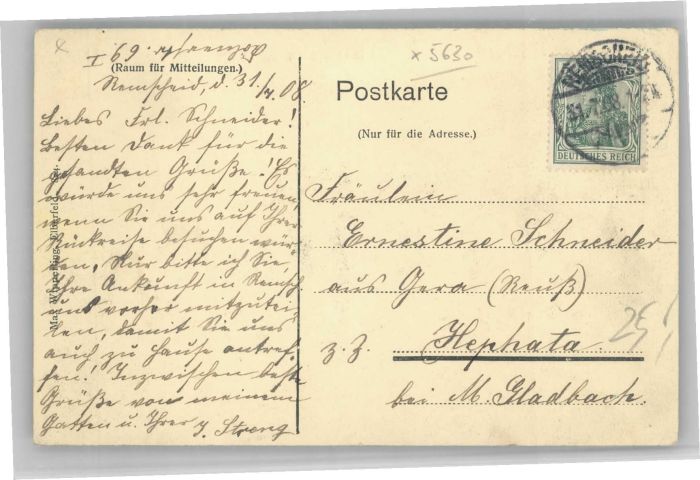 I 69.
(Raum für Mitteilungen.)
Remscheid, d. 31/7.08.
Liebes Frl. Schneider!
Besten Dank für die
gesandten Grüße! Es
würde uns sehr freuen,
wenn Sie uns auf Ihrer
Rückreise besuchen wür-
den, Nur bitte ich Sie,
Ihre Ankunft in Remsch.
uns vorher mitzutei-
len, damit Sie uns
auch zu Hause antref-
fen! Inzwischen beste
Grüße von meinem
Gatten u. Ihrer
x 5630
Postkarte
(Nur für die Adresse.)
DEUTSCHES REICH
Fräulein
Ernestine Schneider
aus Gera (Reuß)
z. Z. Hephata
bei M. Gladbach.
25